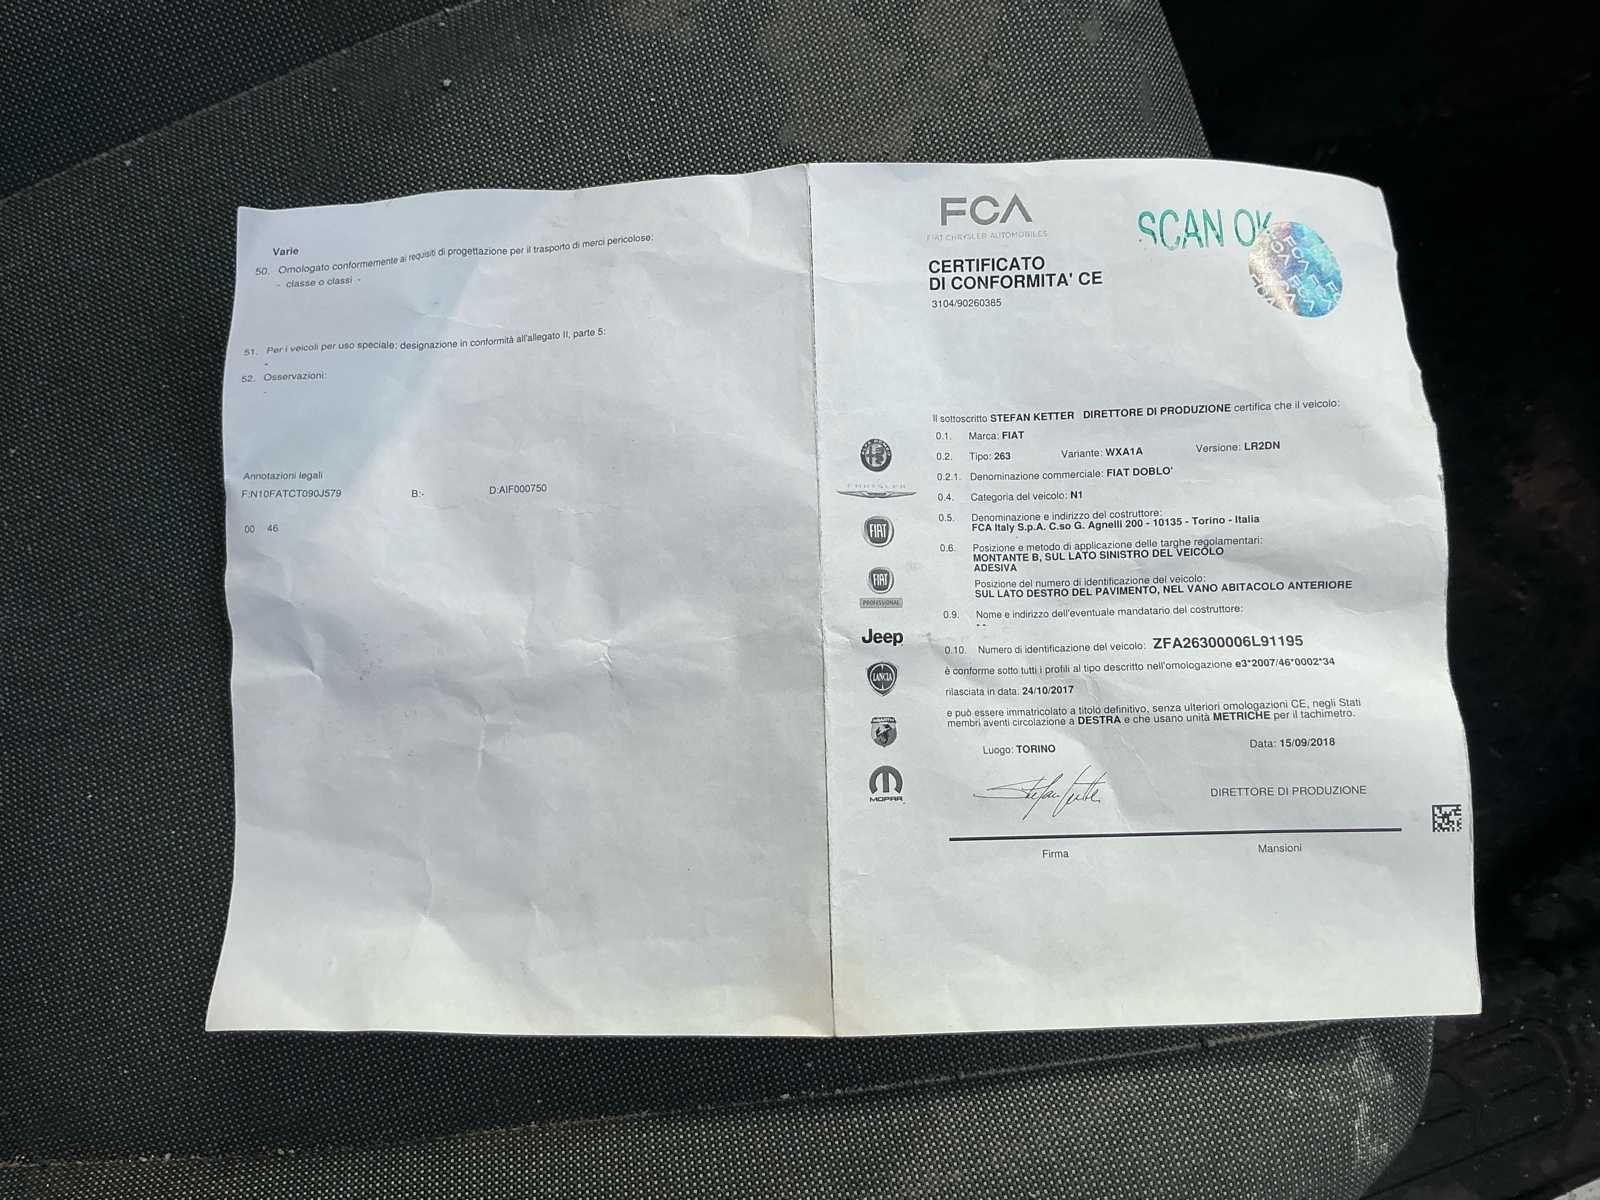 Varie
50. Omologato conformemente ai requisiti di progettazione per il trasporto di merci pericolose:
- classe o classi -
51. Per i veicoli per uso speciale: designazione in conformità all'allegato II, parte 5:
-
52. Osservazioni:
-
Annotazioni legali
F:N10FATCT090J579 B:- D:AIF000750
00 46
FCA
FIAT CHRYSLER AUTOMOBILES
SCAN OK
CERTIFICATO
DI CONFORMITA' CE
3104/90260385
Il sottoscritto STEFAN KETTER DIRETTORE DI PRODUZIONE certifica che il veicolo:
0.1. Marca: FIAT
0.2. Tipo: 263 Variante: WXA1A Versione: LR2DN
0.2.1. Denominazione commerciale: FIAT DOBLO'
0.4. Categoria del veicolo: N1
0.5. Denominazione e indirizzo del costruttore:
FCA Italy S.p.A. C.so G. Agnelli 200 - 10135 - Torino - Italia
0.6. Posizione e metodo di applicazione delle targhe regolamentari:
MONTANTE B, SUL LATO SINISTRO DEL VEICOLO
ADESIVA
Posizione del numero di identificazione del veicolo:
SUL LATO DESTRO DEL PAVIMENTO, NEL VANO ABITACOLO ANTERIORE
0.9. Nome e indirizzo dell'eventuale mandatario del costruttore:
- -
0.10. Numero di identificazione del veicolo: ZFA26300006L91195
è conforme sotto tutti i profili al tipo descritto nell'omologazione e3*2007/46*0002*34
rilasciata in data: 24/10/2017
e può essere immatricolato a titolo definitivo, senza ulteriori omologazioni CE, negli Stati
membri aventi circolazione a DESTRA e che usano unità METRICHE per il tachimetro.
Luogo: TORINO Data: 15/09/2018
Stefan Ketter
DIRETTORE DI PRODUZIONE
Firma Mansioni
ALFA ROMEO
CHRYSLER
FIAT
FIAT
PROFESSIONAL
Jeep
LANCIA
ABARTH
MOPAR